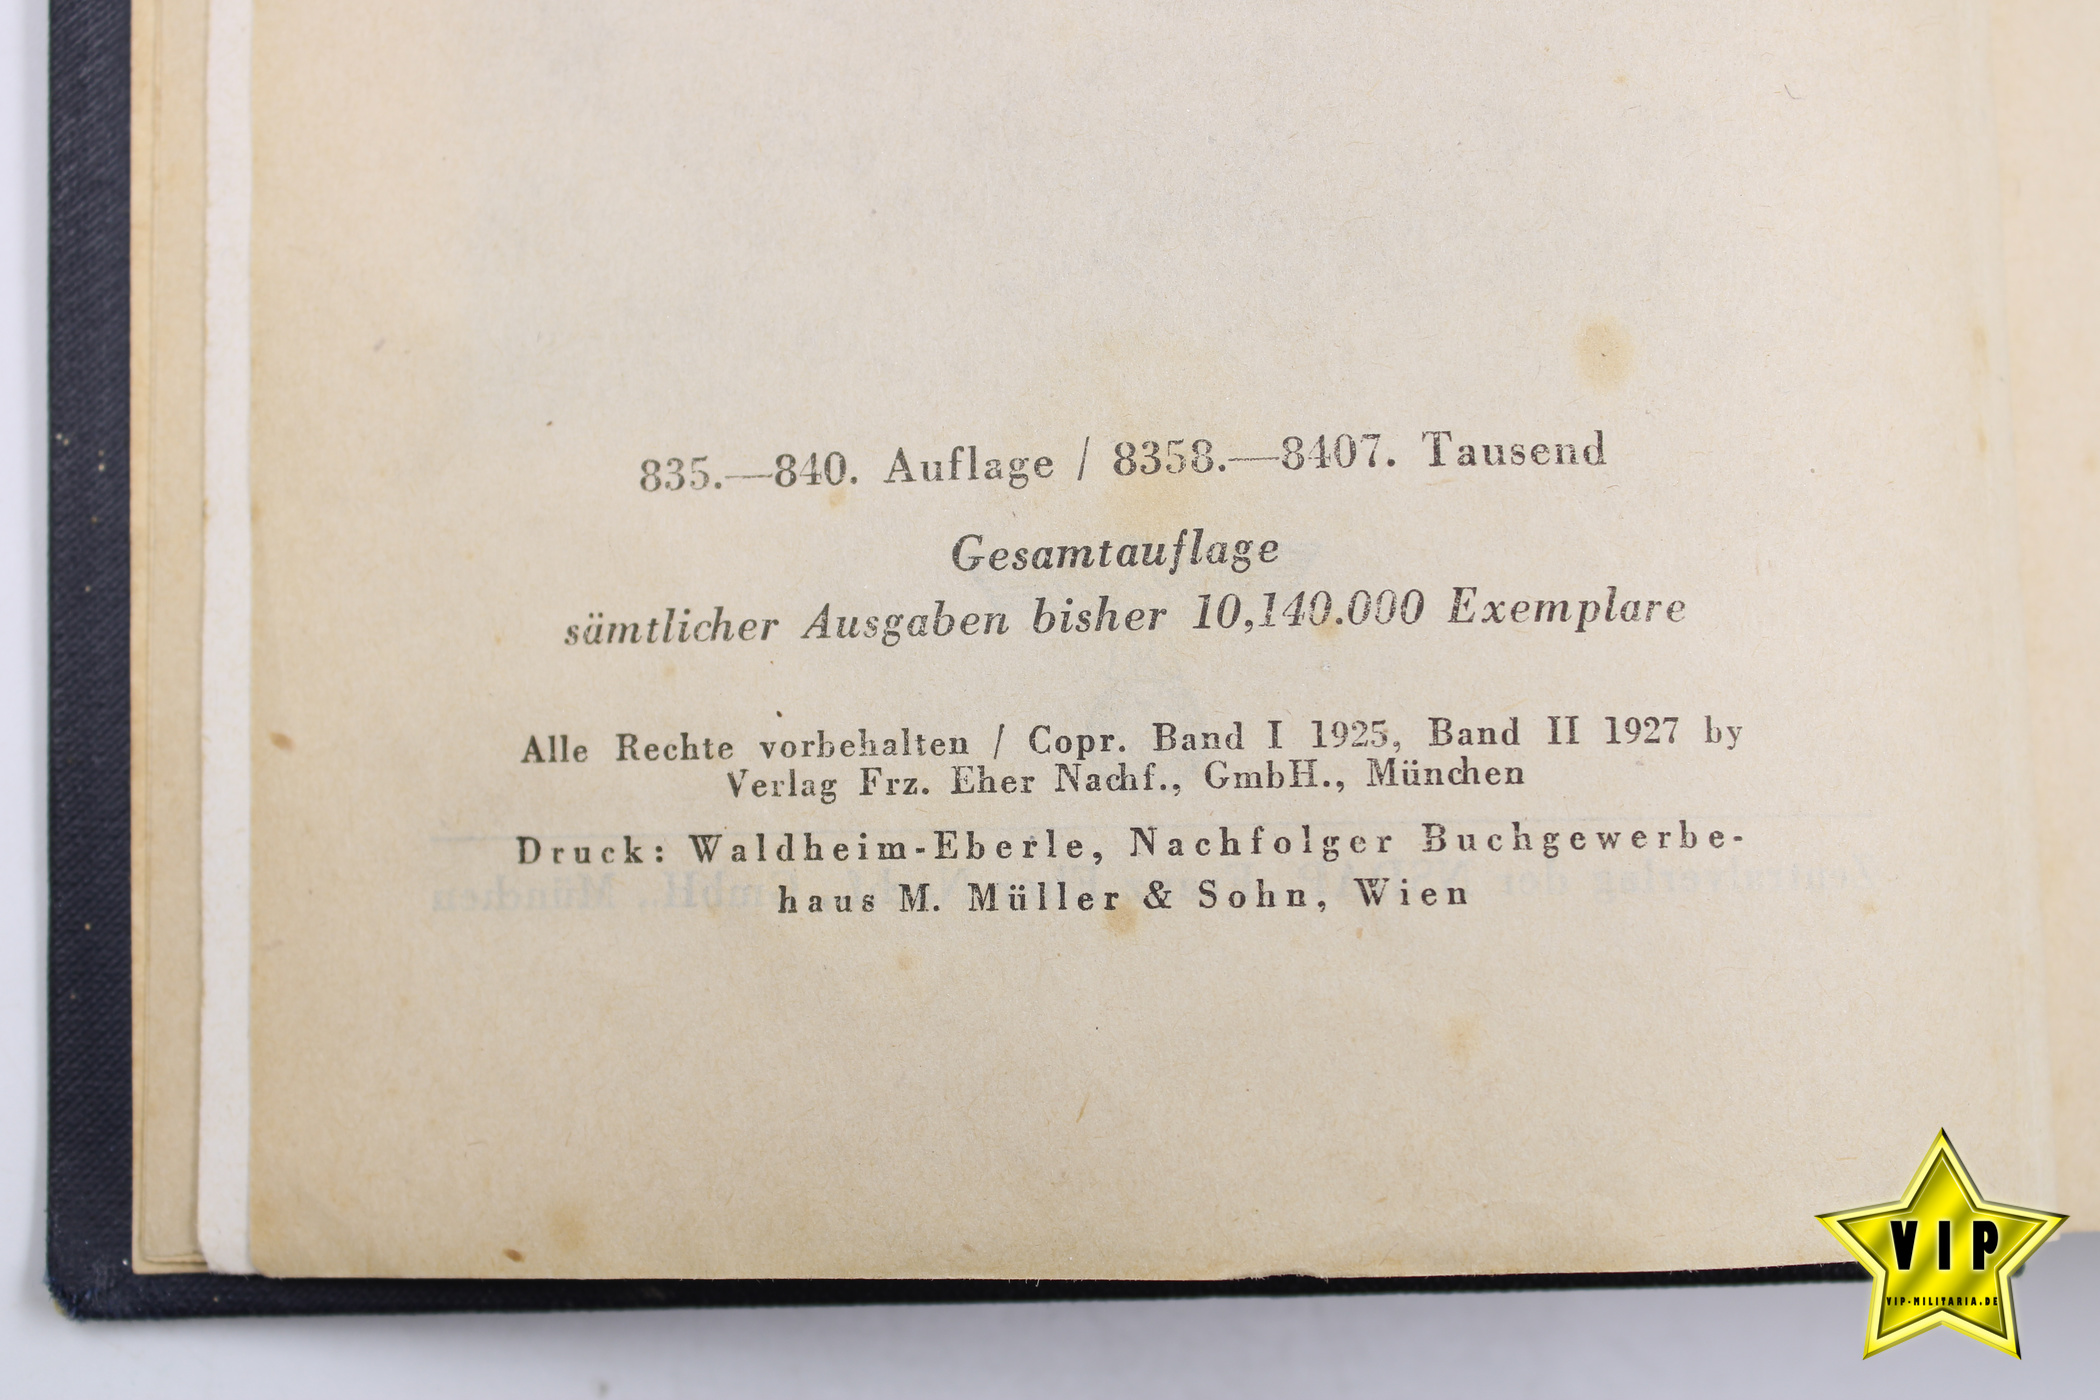 835.—840. Auflage / 8358.—8407. Tausend
Gesamtauflage
sämtlicher Ausgaben bisher 10,140.000 Exemplare
Alle Rechte vorbehalten / Copr. Band I 1925, Band II 1927 by
Verlag Frz. Eher Nachf., GmbH., München
Druck: Waldheim-Eberle, Nachfolger Buchgewerbe-
haus M. Müller & Sohn, Wien
VIP
VIP-MILITARIA.DE